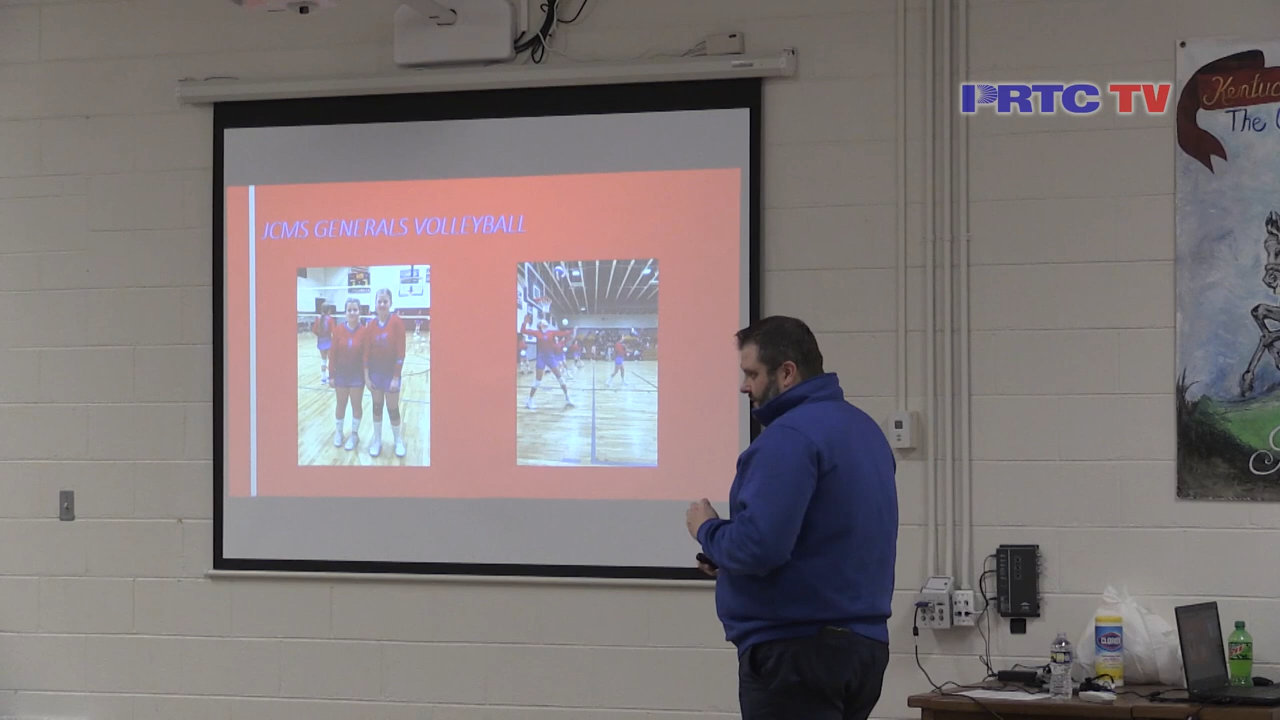 PRTC TV
Kentuc
The
JCMS GENERALS VOLLEYBALL
CLOROX